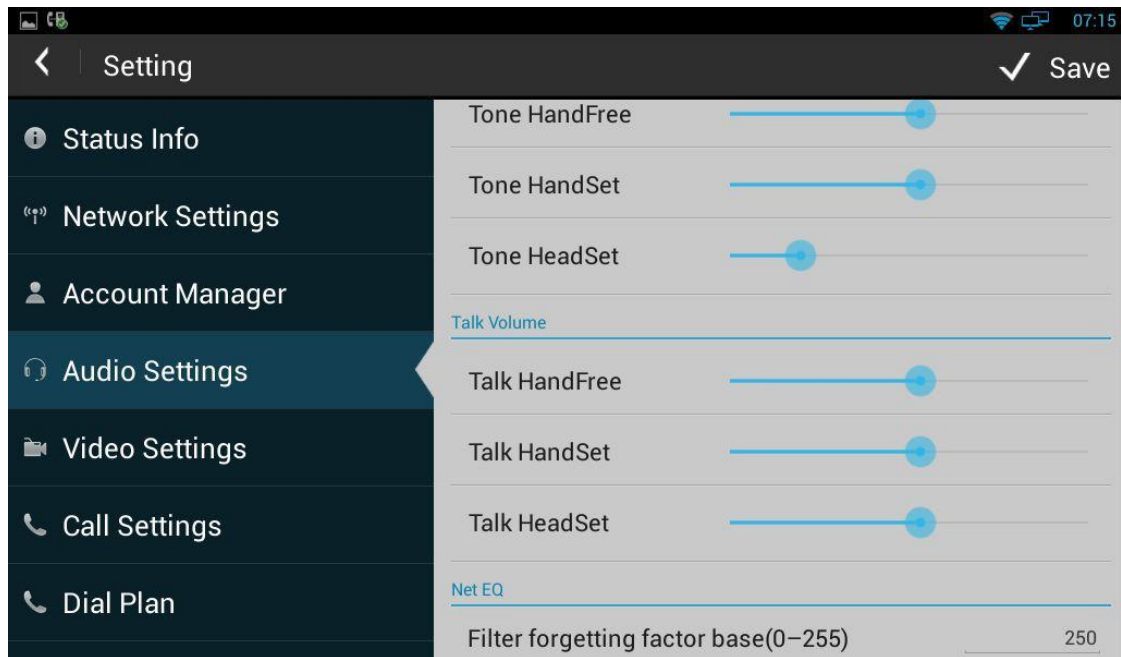 07:15
Setting
Save
Status Info
Network Settings
Account Manager
Audio Settings
Video Settings
Call Settings
Dial Plan
Tone HandFree
Tone HandSet
Tone HeadSet
Talk Volume
Talk HandFree
Talk HandSet
Talk HeadSet
Net EQ
Filter forgetting factor base(0–255) 250